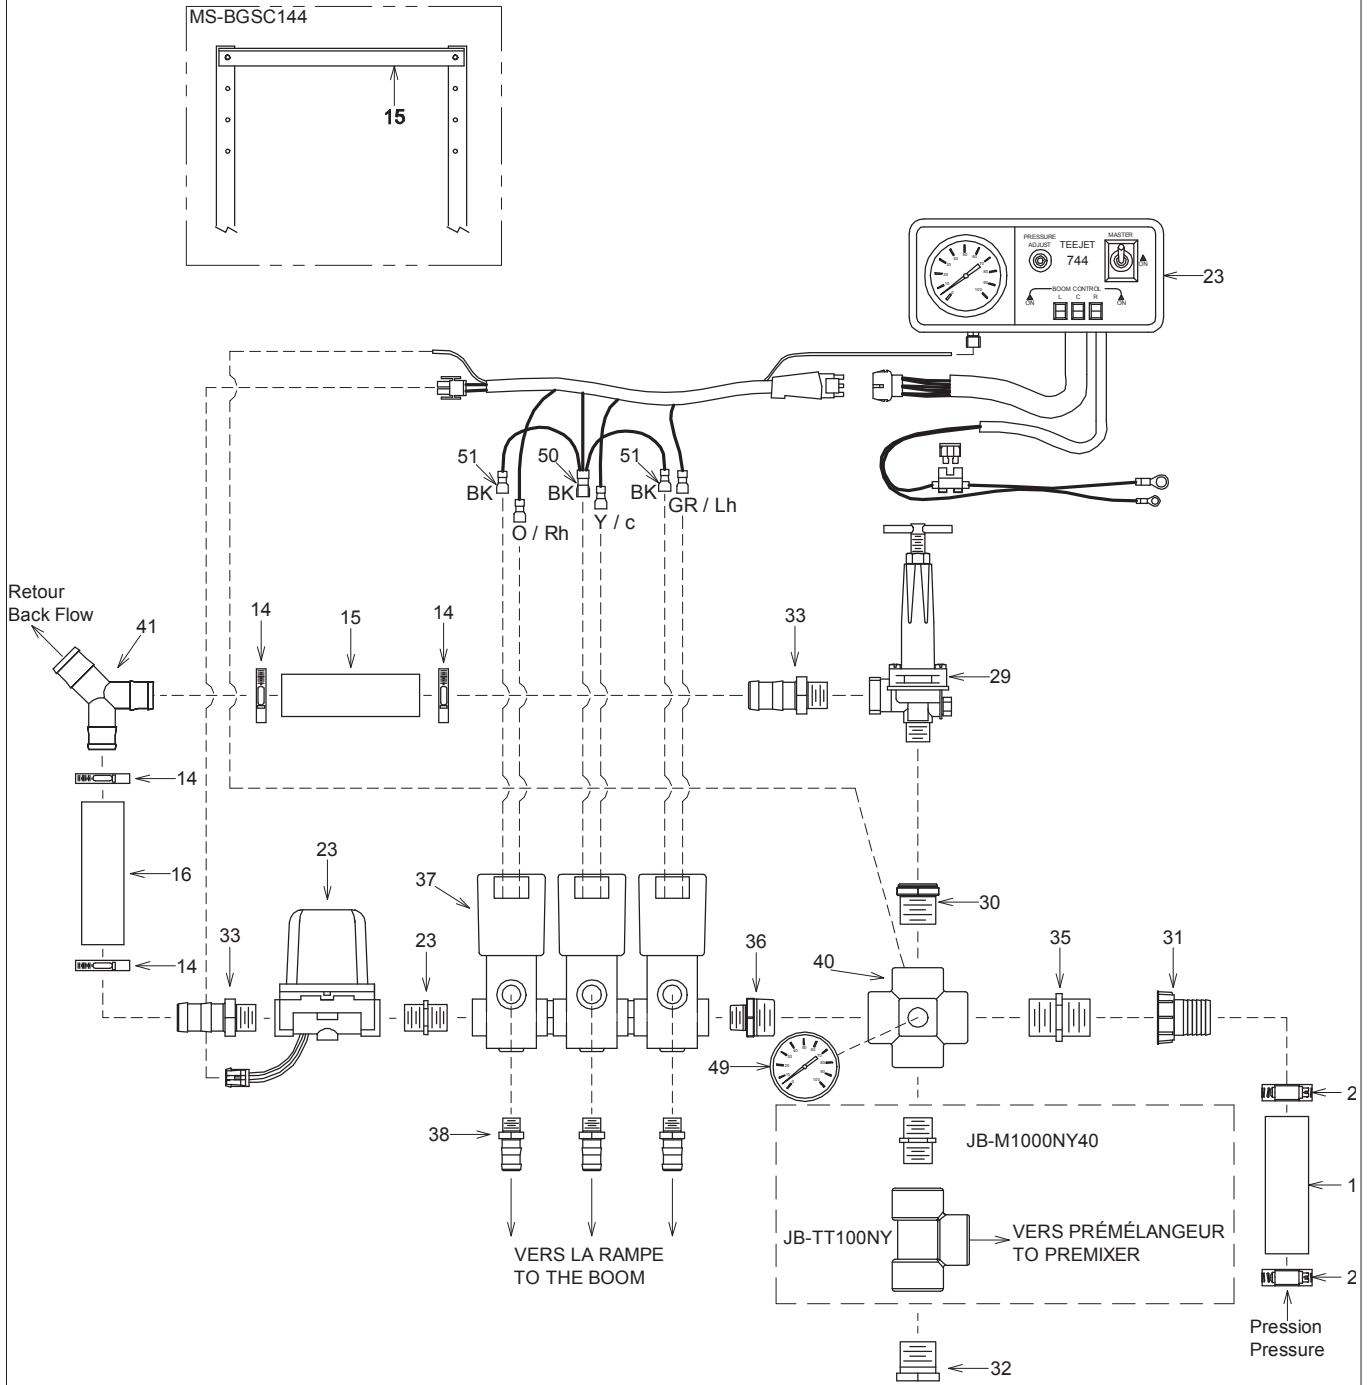 MS-BGSC144
15
PRESSURE
ADJUST
TEEJET
744
MASTER
ON
BOOM CONTROL
L C R
ON
ON
23
51
50
51
BK
BK
BK
GR / Lh
O / Rh
Y / c
Retour
Back Flow
41
14
15
14
33
29
14
16
23
37
30
14
33
23
36
40
35
31
49
2
38
JB-M1000NY40
1
JB-TT100NY
VERS PRÉMÉLANGEUR
TO PREMIXER
VERS LA RAMPE
TO THE BOOM
2
Pression
Pressure
32